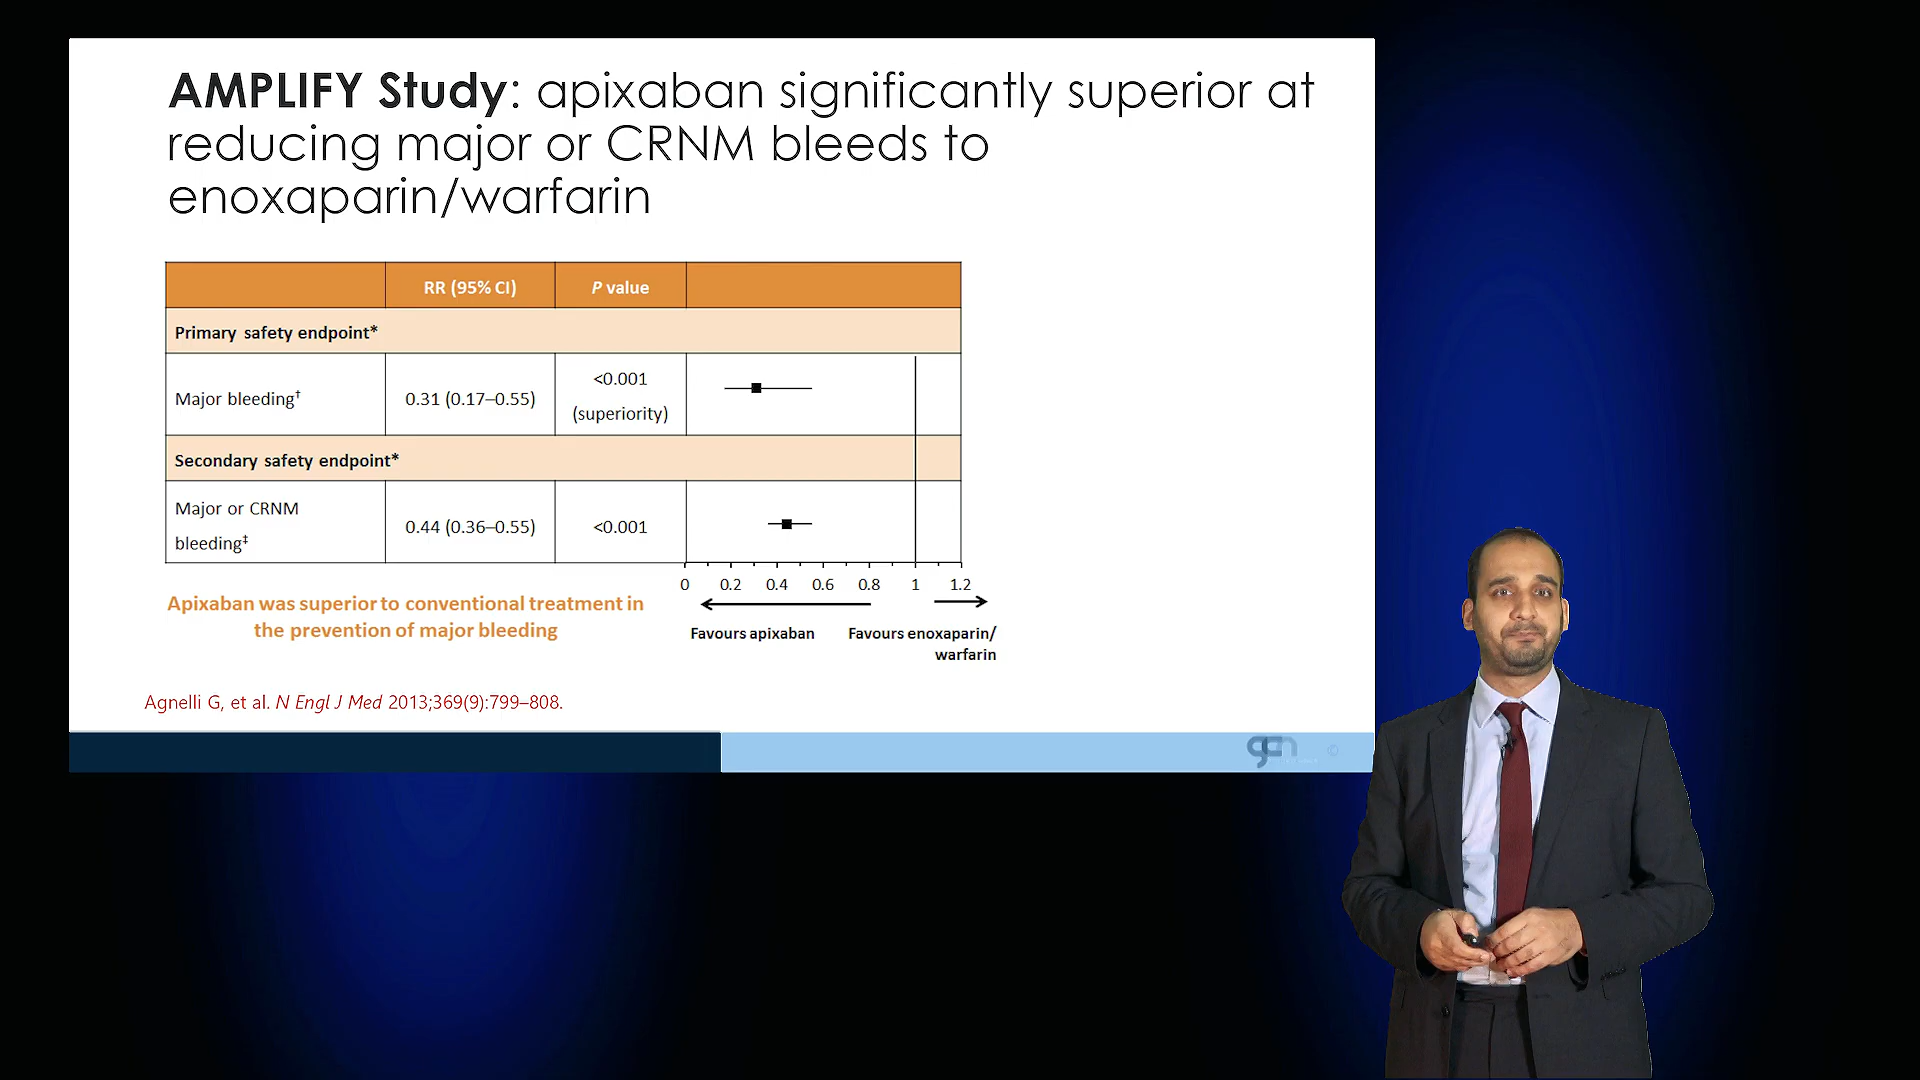 AMPLIFY Study: apixaban significantly superior at
reducing major or CRNM bleeds to
enoxaparin/warfarin
RR (95% CI)
P value
Primary safety endpoint*
Major bleeding†
0.31 (0.17–0.55)
<0.001
(superiority)
Secondary safety endpoint*
Major or CRNM
bleeding‡
0.44 (0.36–0.55)
<0.001
0 0.2 0.4 0.6 0.8 1 1.2
Favours apixaban
Favours enoxaparin/
warfarin
Apixaban was superior to conventional treatment in
the prevention of major bleeding
Agnelli G, et al. N Engl J Med 2013;369(9):799–808.
gcn
©